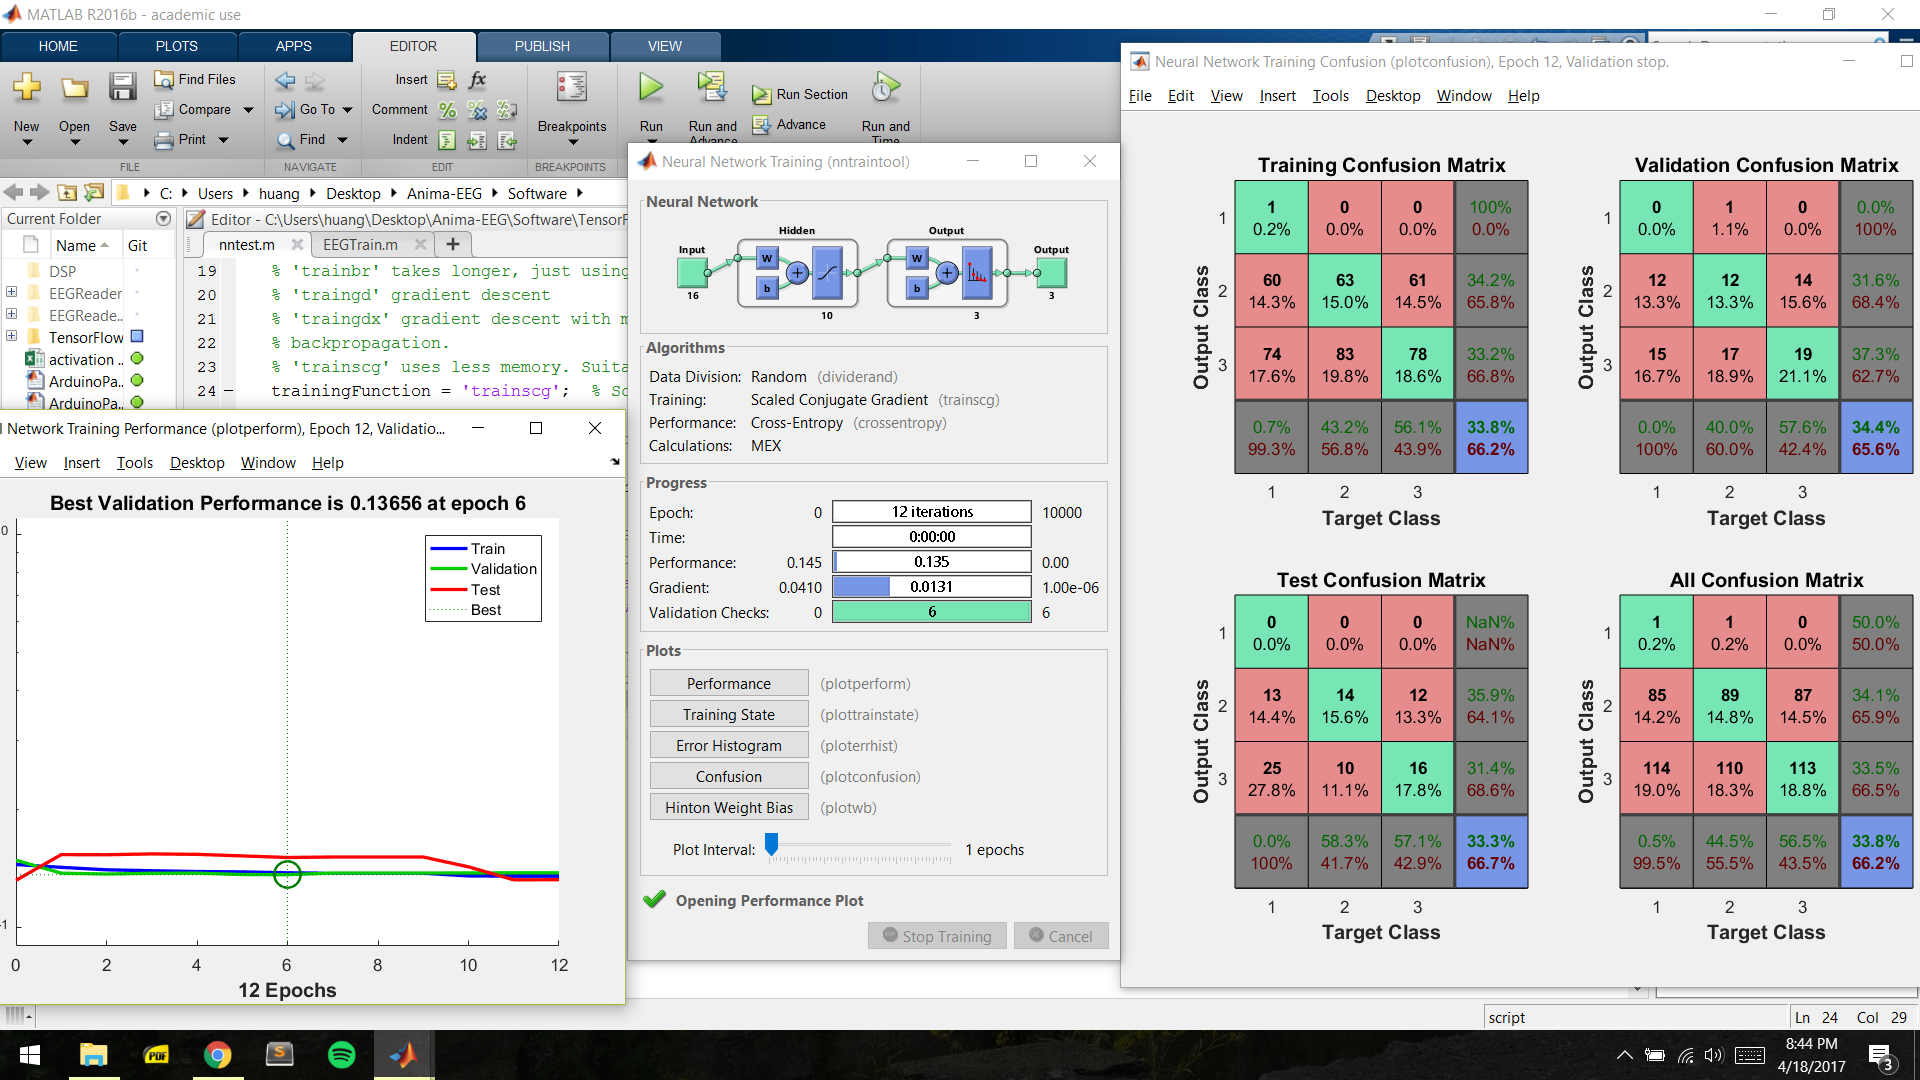 MATLAB R2016b - academic use
HOME
PLOTS
APPS
EDITOR
PUBLISH
VIEW
New
Open
Save
Find Files
Compare
Print
FILE
Go To
Find
NAVIGATE
Insert
Comment
Indent
EDIT
Breakpoints
BREAKPOINTS
Run
Run and
Run Section
Advance
Run and
C:
Users
huang
Desktop
Anima-EEG
Software
Current Folder
Name
Git
DSP
EEGReader
EEGReade..
TensorFlow
activation ..
ArduinoPa..
ArduinoPa..
Editor - C:\Users\huang\Desktop\Anima-EEG\Software\TensorF
nntest.m
EEGTrain.m
19 % 'trainbr' takes longer, just using
20 % 'traingd' gradient descent
21 % 'traingdx' gradient descent with m
22 % backpropagation.
23 % 'trainscg' uses less memory. Suita
24 trainingFunction = 'trainscg'; % Sc
l Network Training Performance (plotperform), Epoch 12, Validatio...
View Insert Tools Desktop Window Help
Best Validation Performance is 0.13656 at epoch 6
Train
Validation
Test
Best
0
-1
0 2 4 6 8 10 12
12 Epochs
Neural Network Training (nntraintool)
Neural Network
Hidden
Output
Input
Output
W
b
W
b
16
10
3
3
Algorithms
Data Division: Random (dividerand)
Training: Scaled Conjugate Gradient (trainscg)
Performance: Cross-Entropy (crossentropy)
Calculations: MEX
Progress
Epoch: 0 12 iterations 10000
Time: 0:00:00
Performance: 0.145 0.135 0.00
Gradient: 0.0410 0.0131 1.00e-06
Validation Checks: 0 6 6
Plots
Performance (plotperform)
Training State (plottrainstate)
Error Histogram (ploterrhist)
Confusion (plotconfusion)
Hinton Weight Bias (plotwb)
Plot Interval: 1 epochs
Opening Performance Plot
Stop Training
Cancel
Neural Network Training Confusion (plotconfusion), Epoch 12, Validation stop.
File Edit View Insert Tools Desktop Window Help
Training Confusion Matrix
Output Class
1 1 0 0 100%
0.2% 0.0% 0.0% 0.0%
2 60 63 61 34.2%
14.3% 15.0% 14.5% 65.8%
3 74 83 78 33.2%
17.6% 19.8% 18.6% 66.8%
0.7% 43.2% 56.1% 33.8%
99.3% 56.8% 43.9% 66.2%
1 2 3
Target Class
Validation Confusion Matrix
Output Class
1 0 1 0 0.0%
0.0% 1.1% 0.0% 100%
2 12 12 14 31.6%
13.3% 13.3% 15.6% 68.4%
3 15 17 19 37.3%
16.7% 18.9% 21.1% 62.7%
0.0% 40.0% 57.6% 34.4%
100% 60.0% 42.4% 65.6%
1 2 3
Target Class
Test Confusion Matrix
Output Class
1 0 0 0 NaN%
0.0% 0.0% 0.0% NaN%
2 13 14 12 35.9%
14.4% 15.6% 13.3% 64.1%
3 25 10 16 31.4%
27.8% 11.1% 17.8% 68.6%
0.0% 58.3% 57.1% 33.3%
100% 41.7% 42.9% 66.7%
1 2 3
Target Class
All Confusion Matrix
Output Class
1 1 1 0 50.0%
0.2% 0.2% 0.0% 50.0%
2 85 89 87 34.1%
14.2% 14.8% 14.5% 65.9%
3 114 110 113 33.5%
19.0% 18.3% 18.8% 66.5%
0.5% 44.5% 56.5% 33.8%
99.5% 55.5% 43.5% 66.2%
1 2 3
Target Class
script
Ln 24 Col 29
PDF
8:44 PM
4/18/2017
3